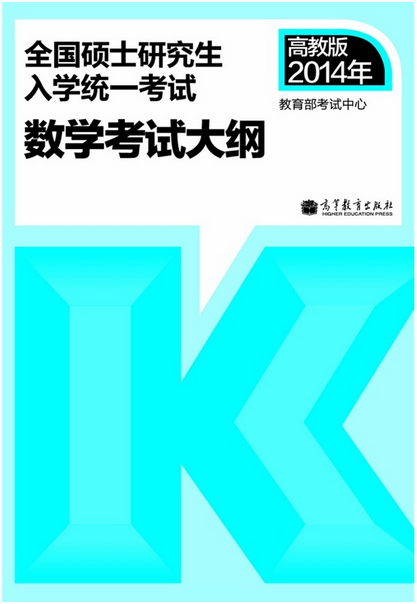 全国硕士研究生
入学统一考试
数学考试大纲
高教版
2014年
教育部考试中心
高等教育出版社
HIGHER EDUCATION PRESS